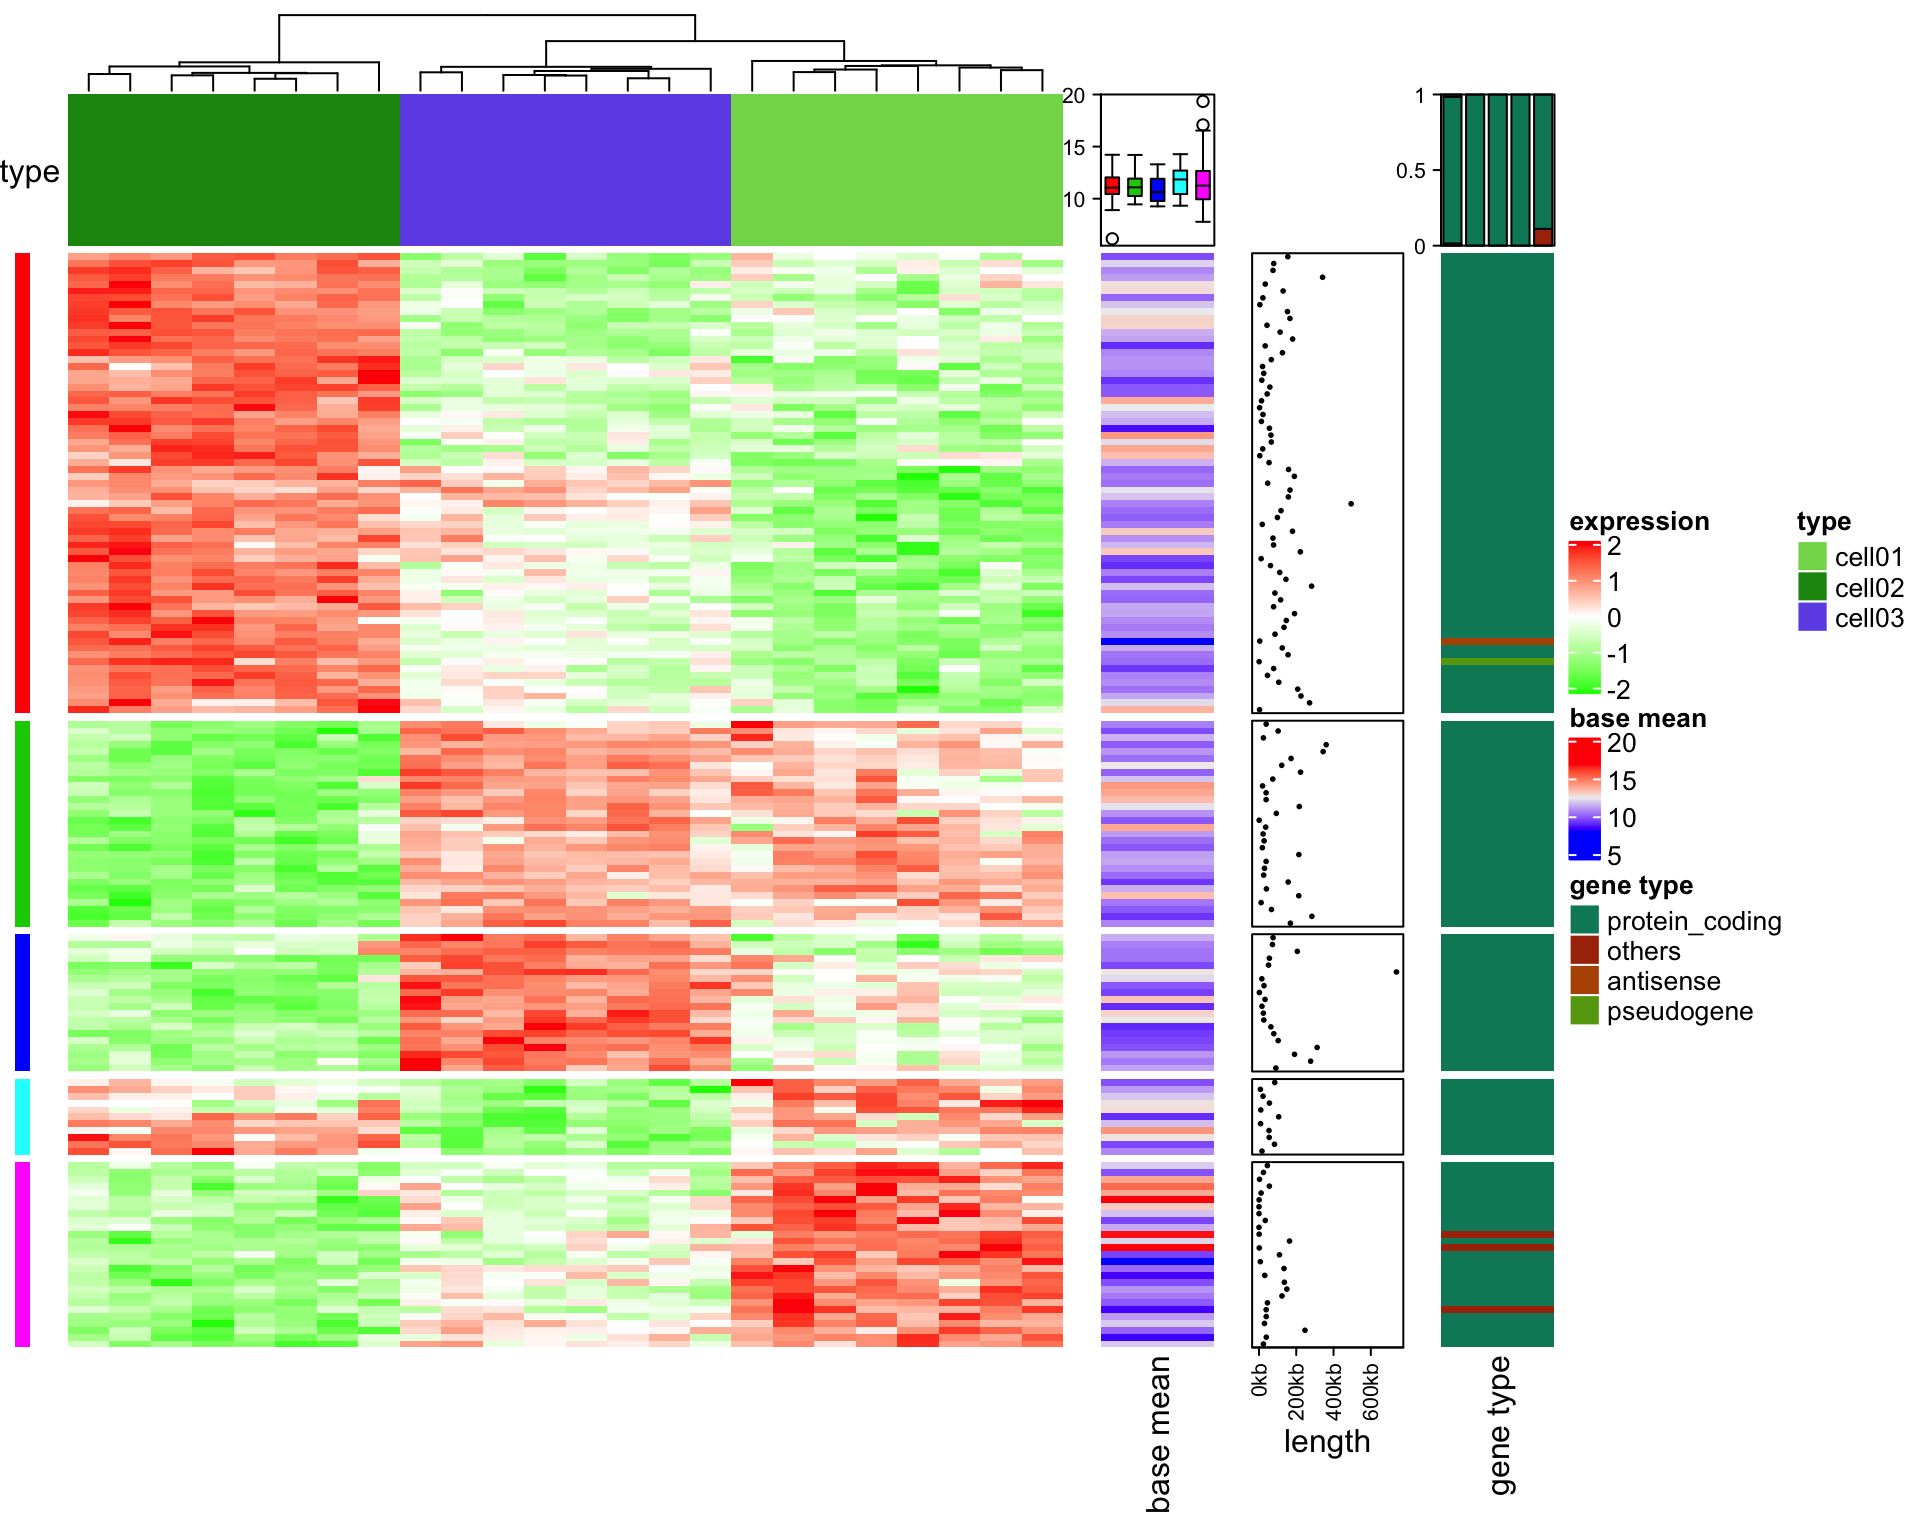 type
20
15
10
1
0.5
0
expression
2
1
0
-1
-2
base mean
20
15
10
5
gene type
protein_coding
others
antisense
pseudogene
type
cell01
cell02
cell03
base mean
0kb
200kb
400kb
600kb
length
gene type